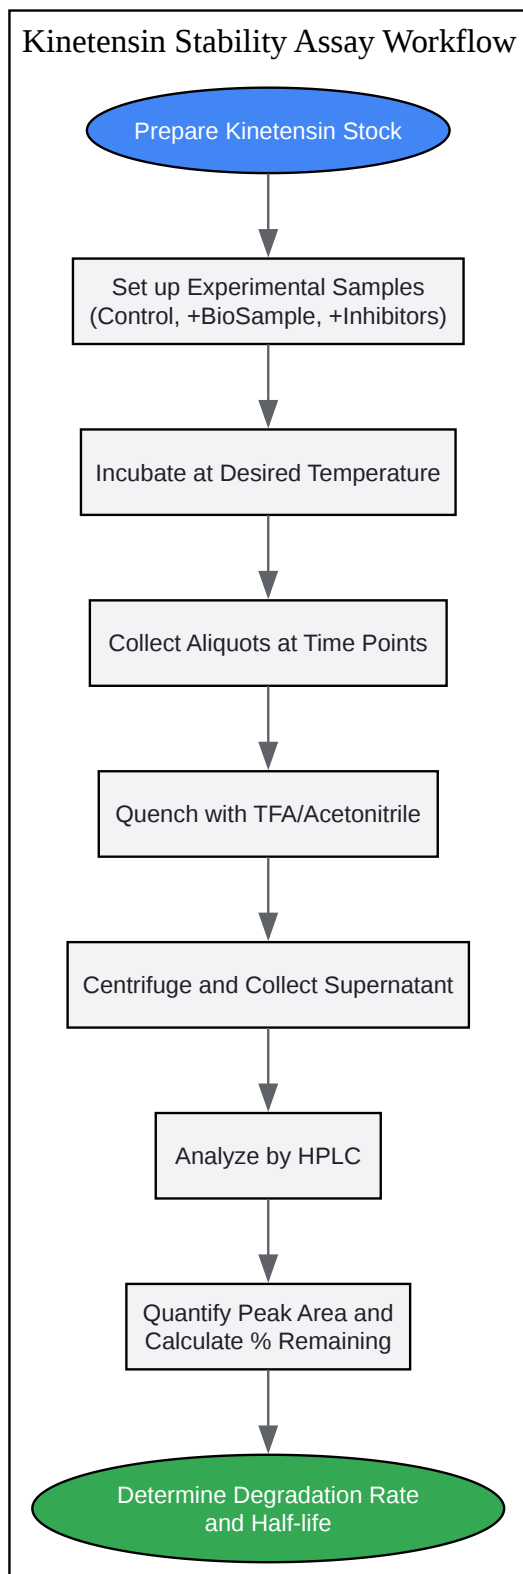 Kinetensin Stability Assay Workflow
Prepare Kinetensin Stock
Set up Experimental Samples
(Control, +BioSample, +Inhibitors)
Incubate at Desired Temperature
Collect Aliquots at Time Points
Quench with TFA/Acetonitrile
Centrifuge and Collect Supernatant
Analyze by HPLC
Quantify Peak Area and
Calculate % Remaining
Determine Degradation Rate
and Half-life